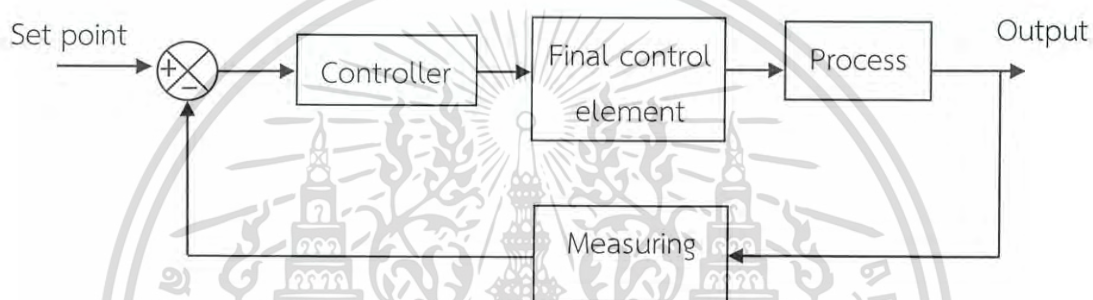 Set point
Output
+
−
Controller
Final control
element
Process
Measuring